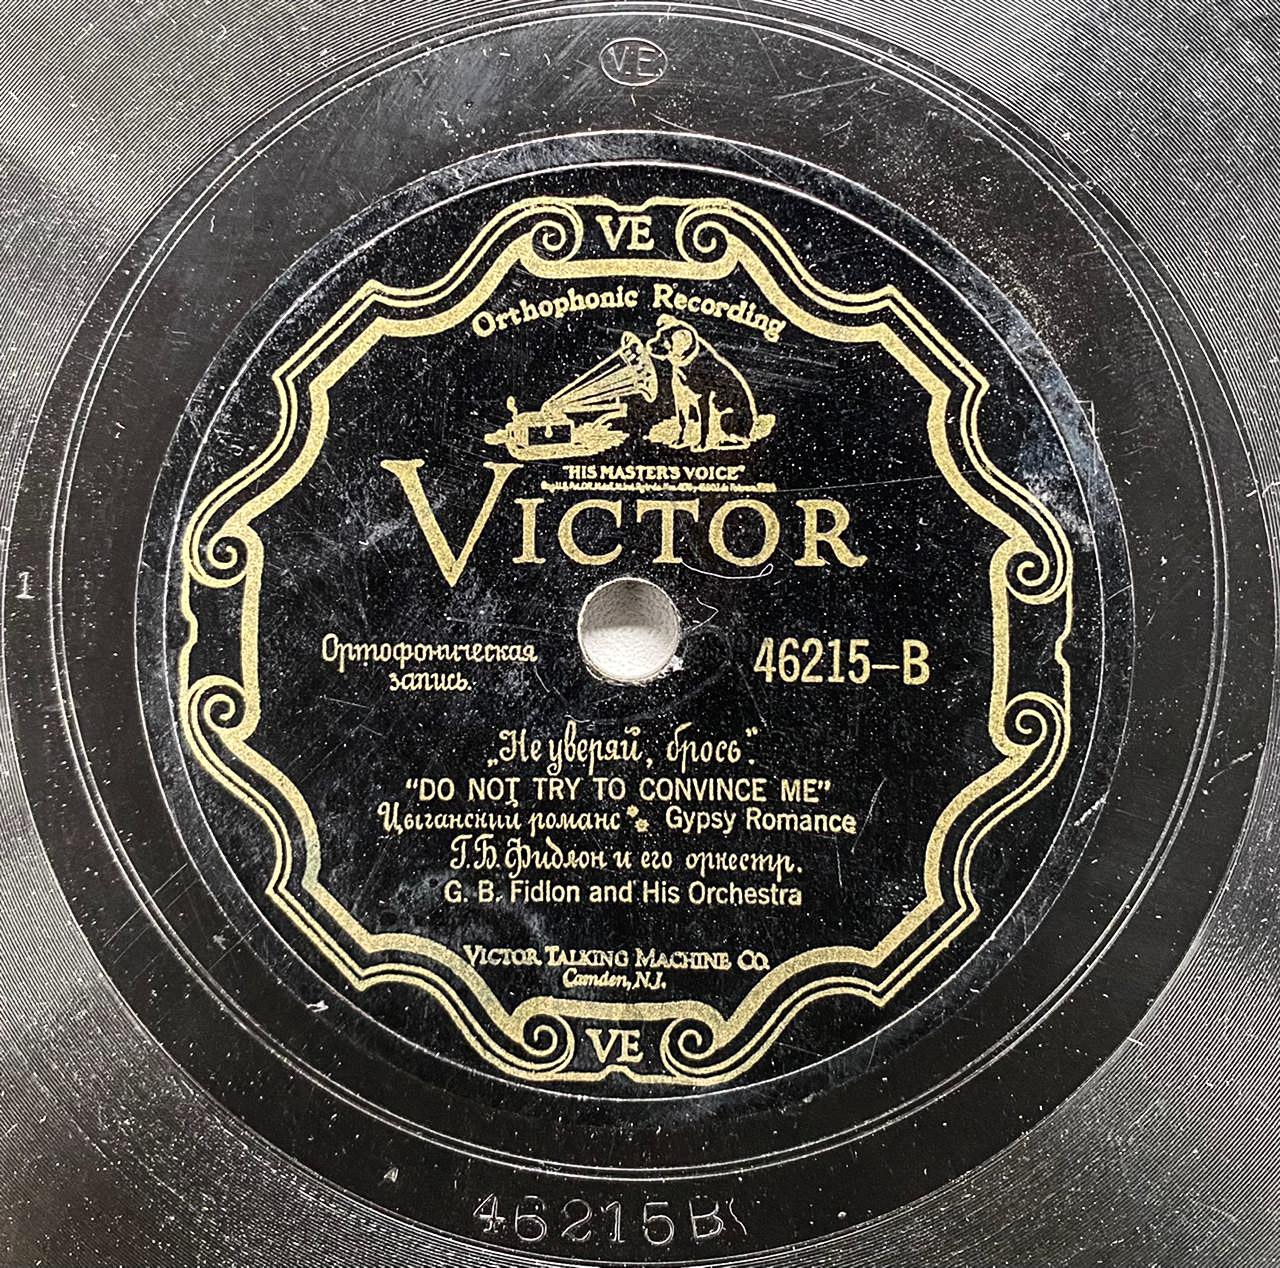 V.E
VE
Orthophonic Recording
"HIS MASTER'S VOICE"
VICTOR
Ортофоническая
запись.
46215-B
„Не уверяй, брось".
"DO NOT TRY TO CONVINCE ME"
Цыганский романс Gypsy Romance
Г. Б. Фидлон и его оркестр.
G. B. Fidlon and His Orchestra
VICTOR TALKING MACHINE CO.
Camden, N.J.
VE
1
A
46215B